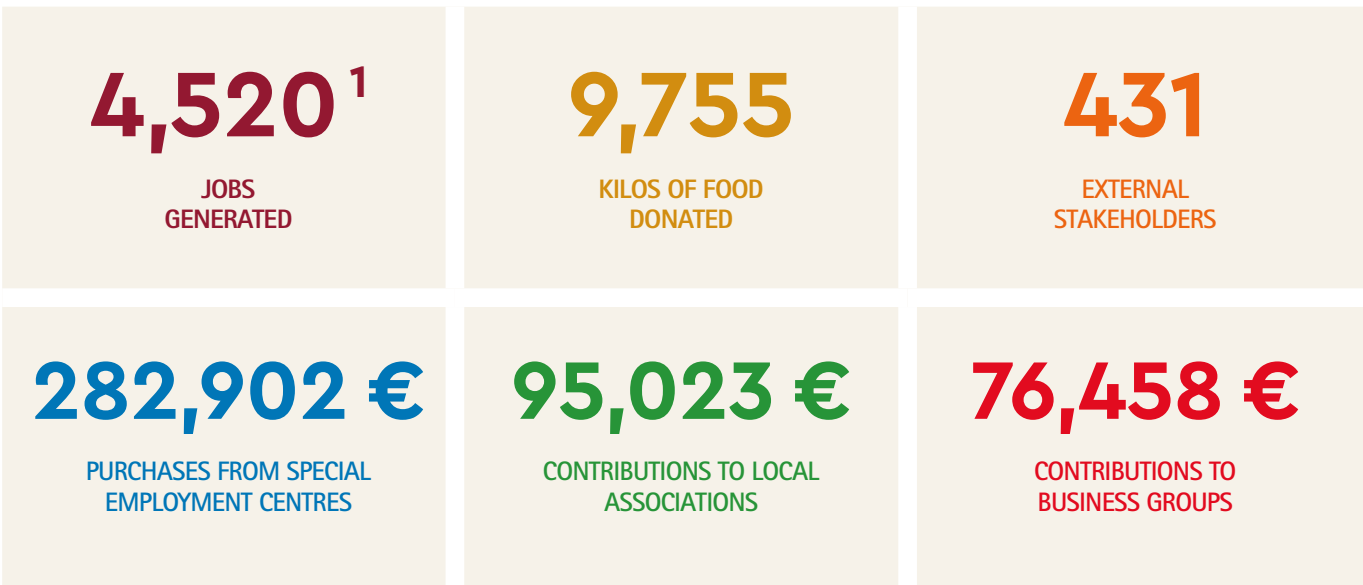 4,520 1
JOBS
GENERATED
9,755
KILOS OF FOOD
DONATED
431
EXTERNAL
STAKEHOLDERS
282,902 €
PURCHASES FROM SPECIAL
EMPLOYMENT CENTRES
95,023 €
CONTRIBUTIONS TO LOCAL
ASSOCIATIONS
76,458 €
CONTRIBUTIONS TO
BUSINESS GROUPS